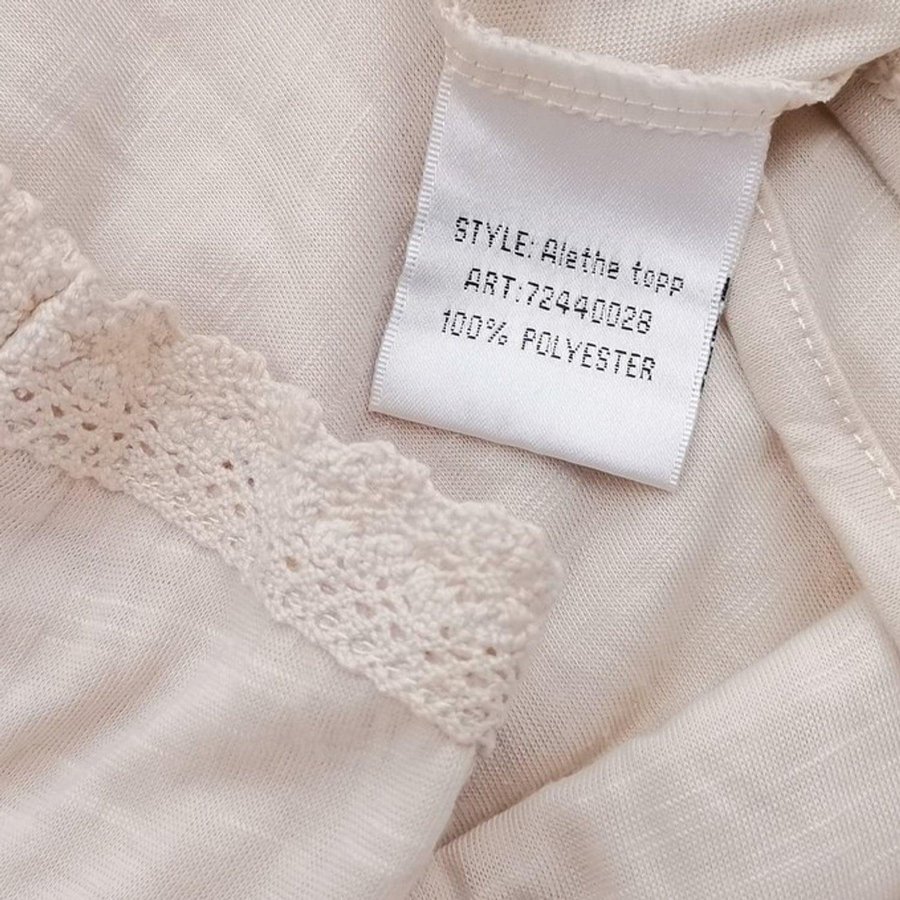 STYLE: Alethe topp
ART:72440028
100% POLYESTER